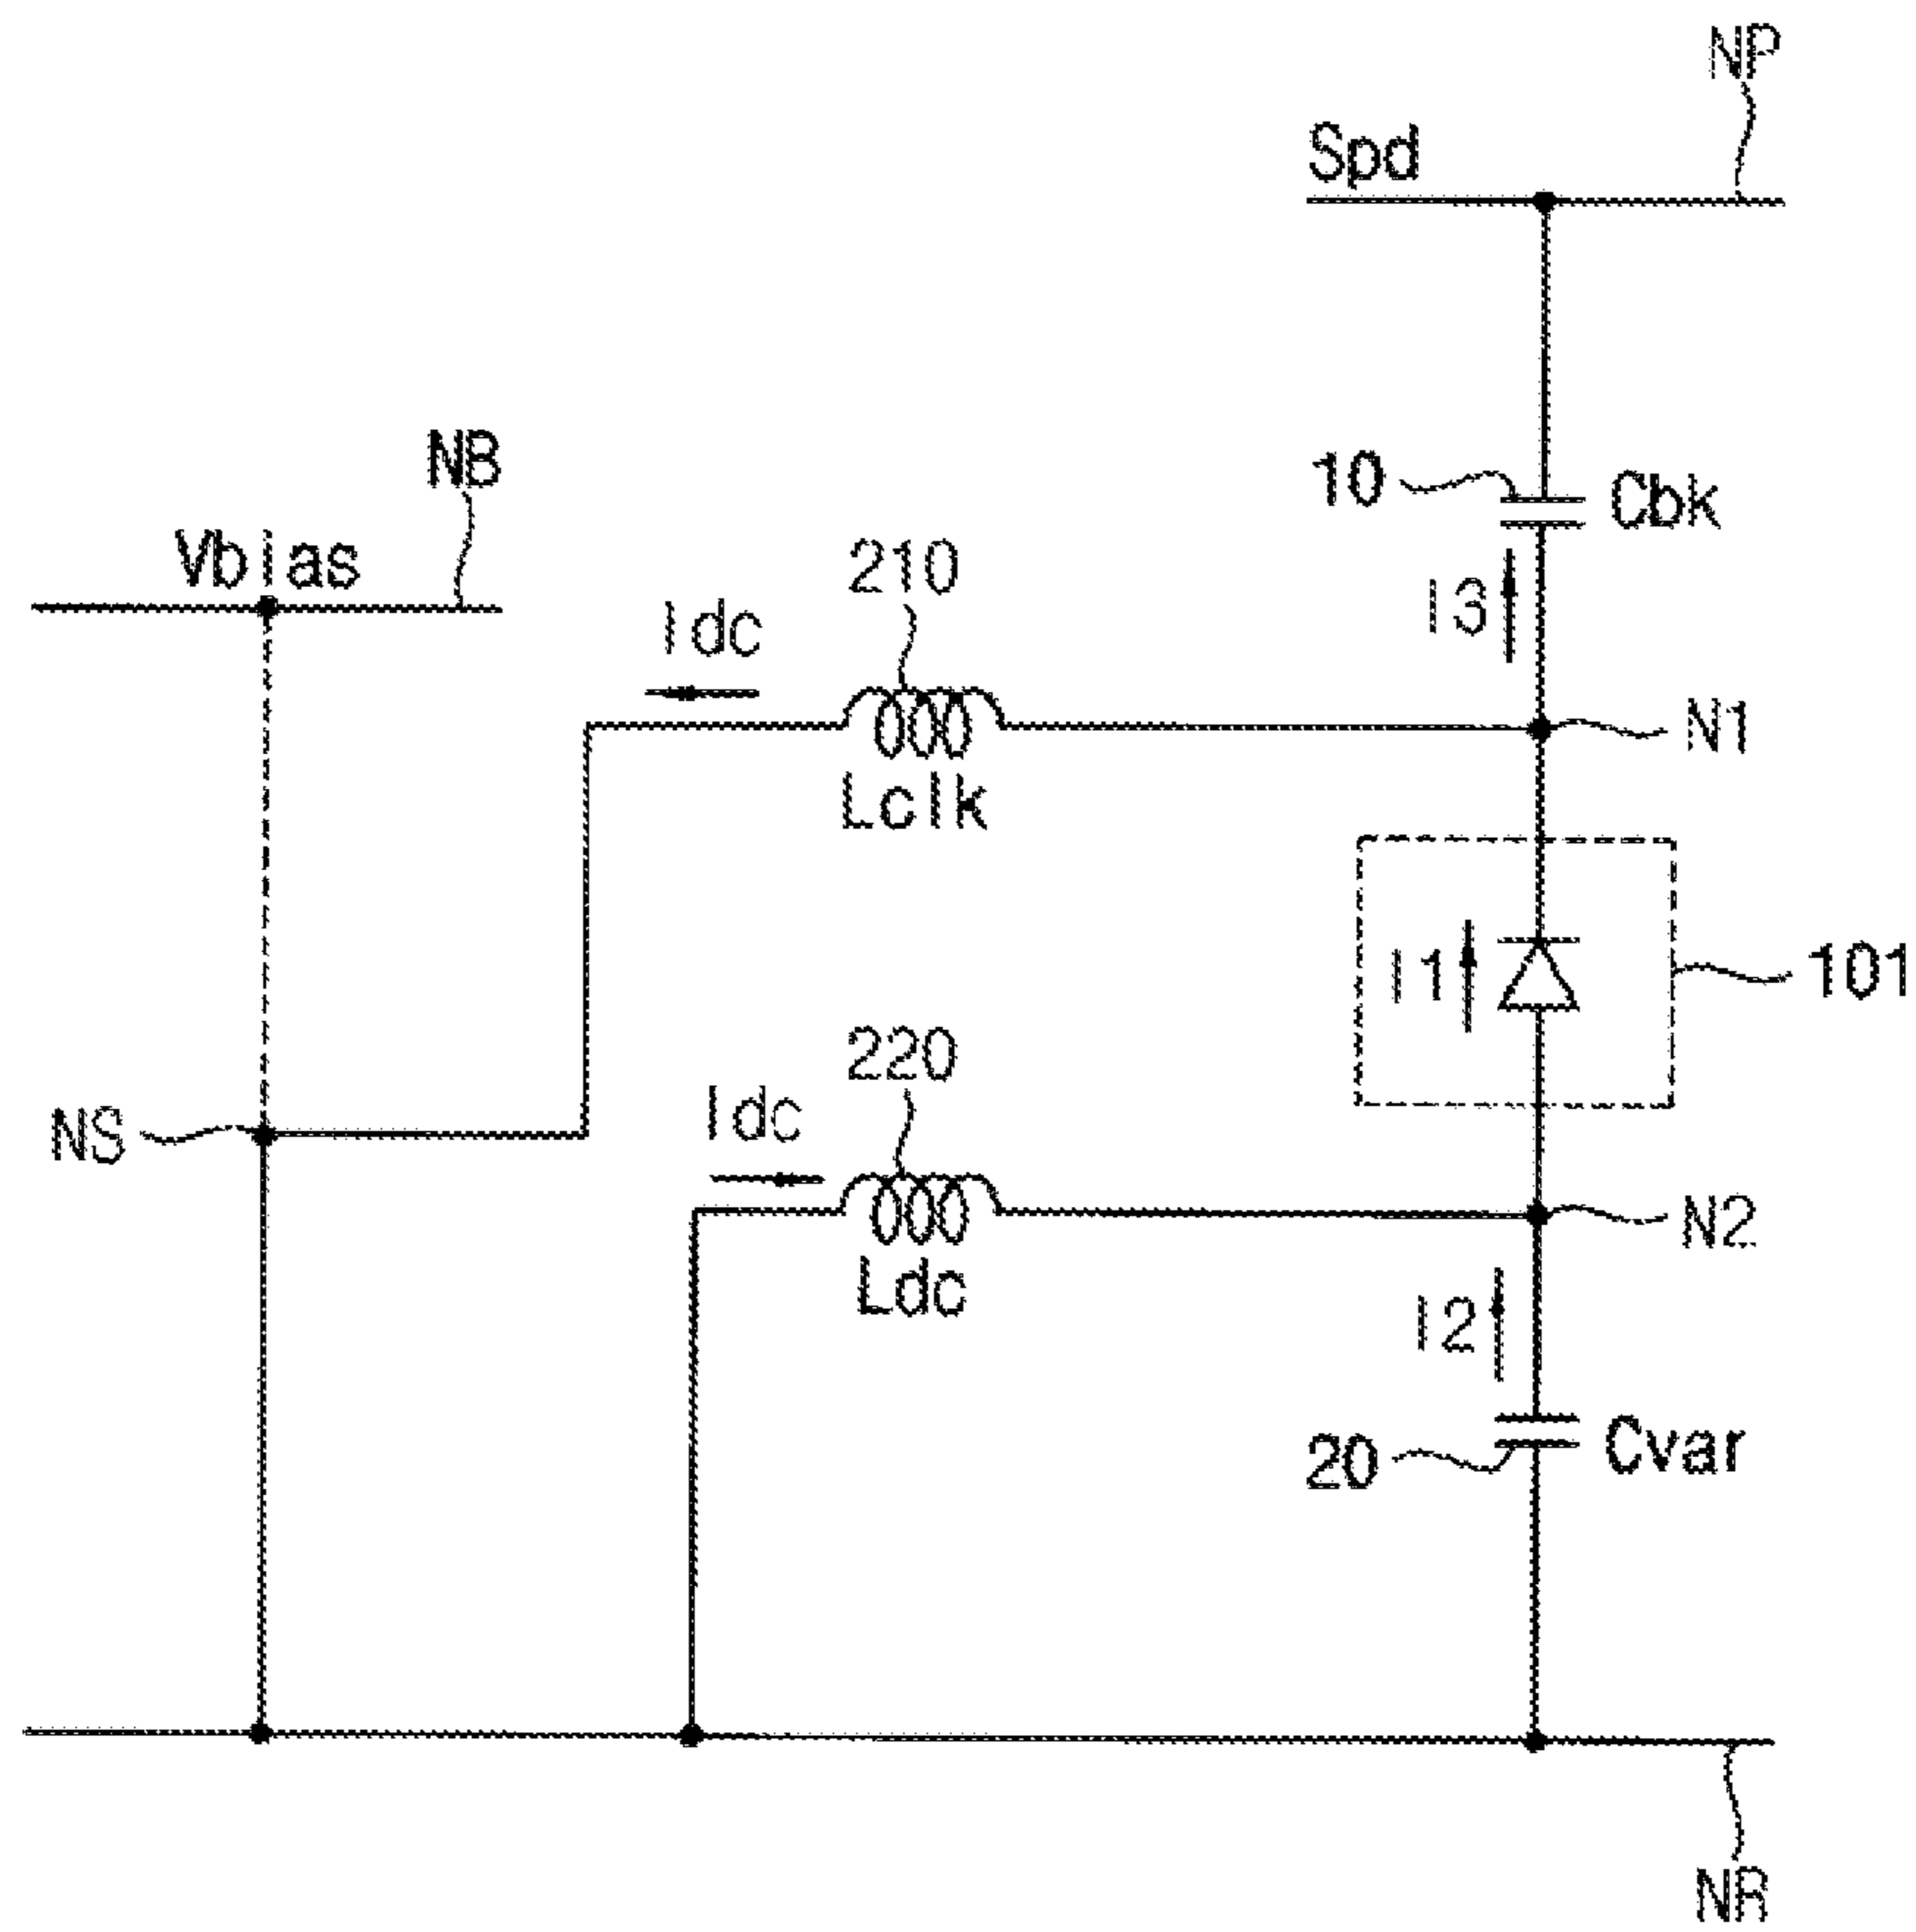 NP
Spd
NB
10
Cbk
Vbias
210
Idc
I3
Lclk
N1
I1
101
220
Idc
NS
N2
Ldc
I2
20
Cvar
NR